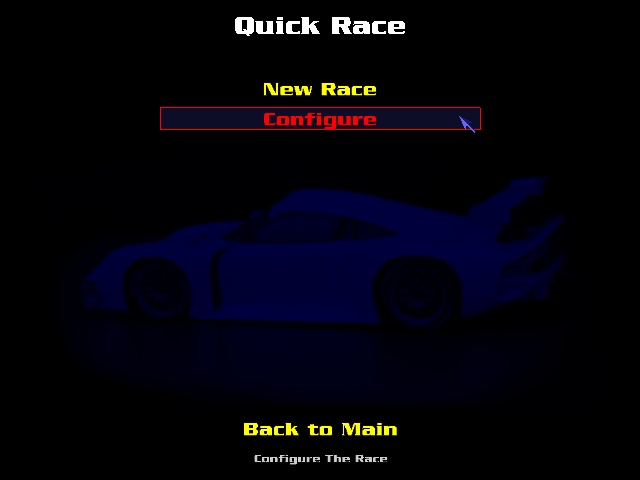 Quick Race
New Race
Configure
Back to Main
Configure The Race